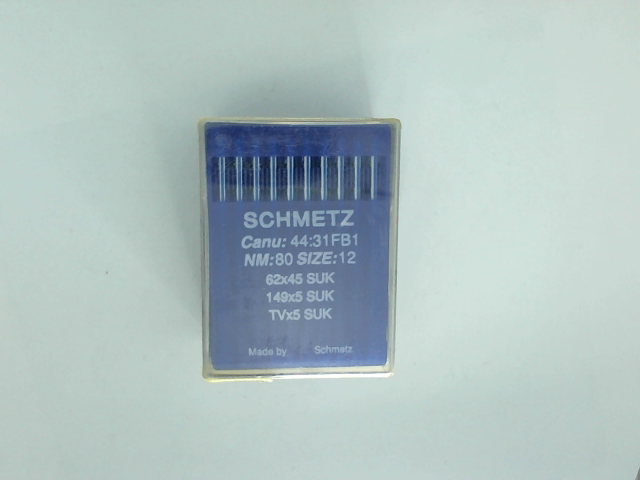 SCHMETZ
Canu: 44:31FB1
NM:80 SIZE:12
62x45 SUK
149x5 SUK
TVx5 SUK
Made by Schmetz